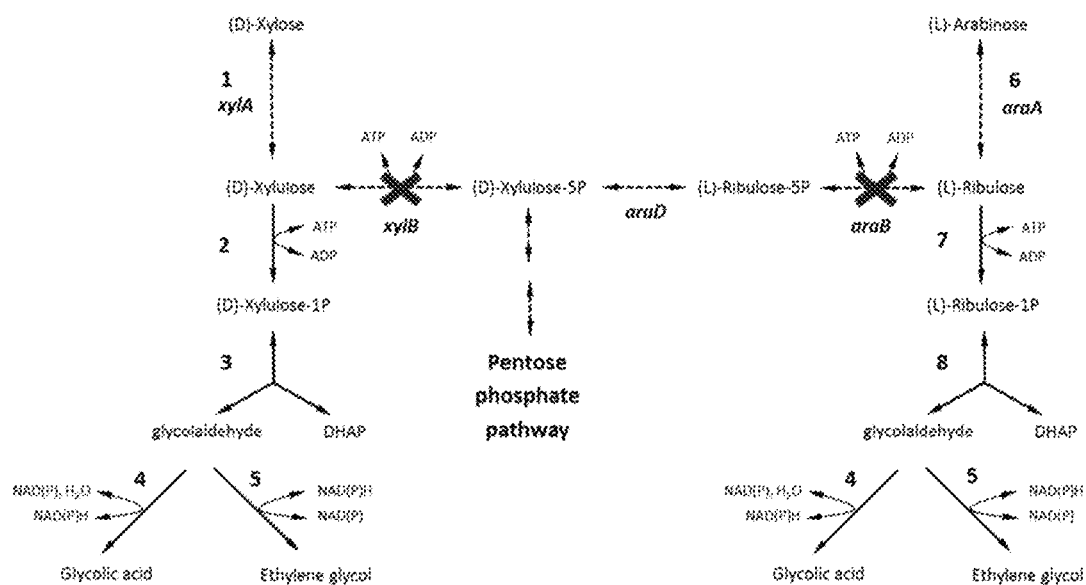 (D)-Xylose (L)-Arabinose
1 6
xylA araA
ATP ADP ATP ADP
(D)-Xylulose (D)-Xylulose-5P (L)-Ribulose-5P (L)-Ribulose
xylB araD araB
2 ATP 7 ATP
ADP ADP
(D)-Xylulose-1P (L)-Ribulose-1P
3 8
Pentose
phosphate
pathway
glycolaldehyde DHAP glycolaldehyde DHAP
4 5 4 5
NAD(P), H₂O NAD(P)H NAD(P), H₂O NAD(P)H
NAD(P)H NAD(P) NAD(P)H NAD(P)
Glycolic acid Ethylene glycol Glycolic acid Ethylene glycol